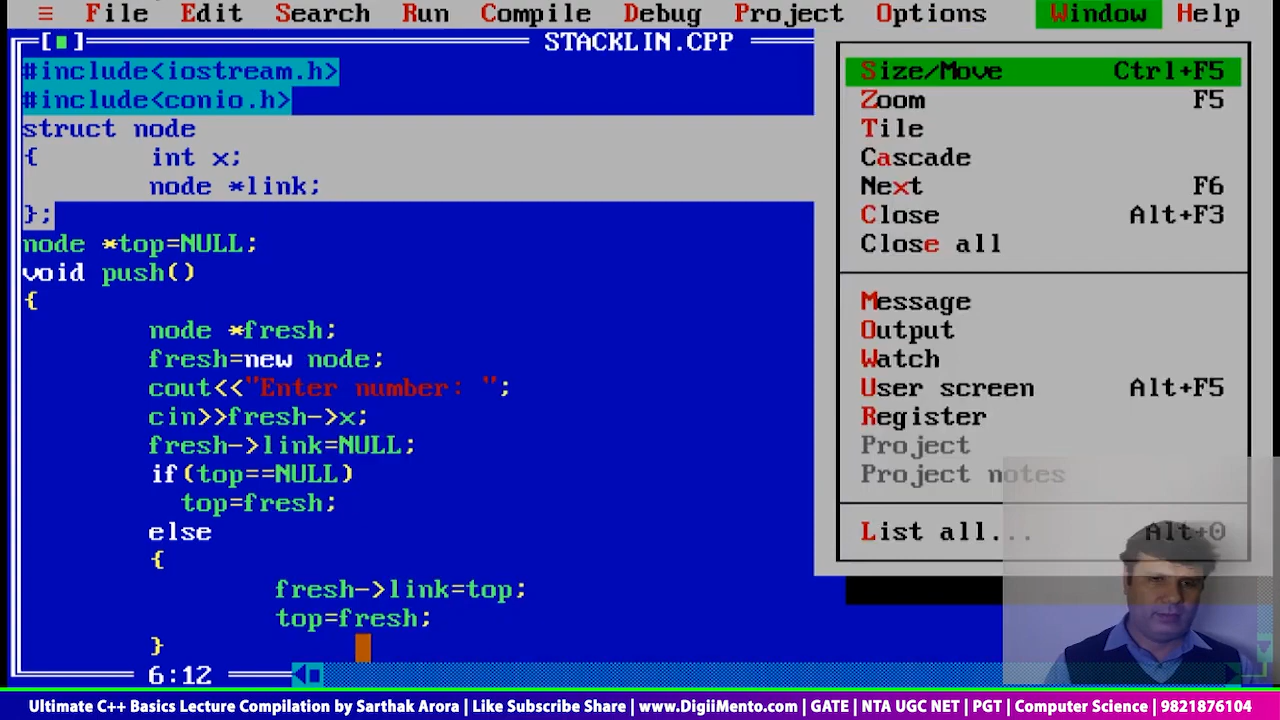 ≡ File Edit Search Run Compile Debug Project Options Window Help
[■] STACKLIN.CPP
#include<iostream.h>
#include<conio.h>
struct node
{ int x;
node *link;
};
node *top=NULL;
void push()
{
node *fresh;
fresh=new node;
cout<<"Enter number: ";
cin>>fresh->x;
fresh->link=NULL;
if(top==NULL)
top=fresh;
else
{
fresh->link=top;
top=fresh;
}
6:12
Size/Move Ctrl+F5
Zoom F5
Tile
Cascade
Next F6
Close Alt+F3
Close all
Message
Output
Watch
User screen Alt+F5
Register
Project
Project notes
List all... Alt+0
Ultimate C++ Basics Lecture Compilation by Sarthak Arora | Like Subscribe Share | www.DigiiMento.com | GATE | NTA UGC NET | PGT | Computer Science | 9821876104